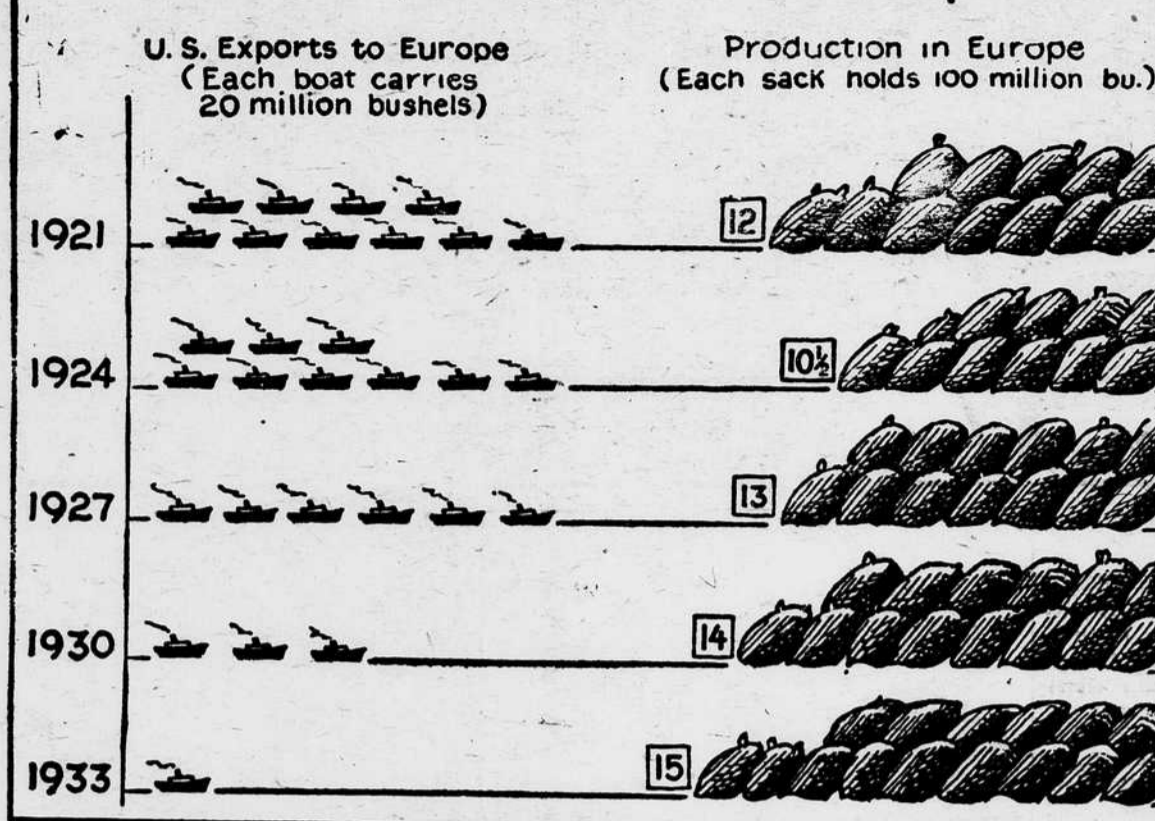 U. S. Exports to Europe
(Each boat carries
20 million bushels)
Production in Europe
(Each sack holds 100 million bu.)
1921
12
1924
10½
1927
13
1930
14
1933
15